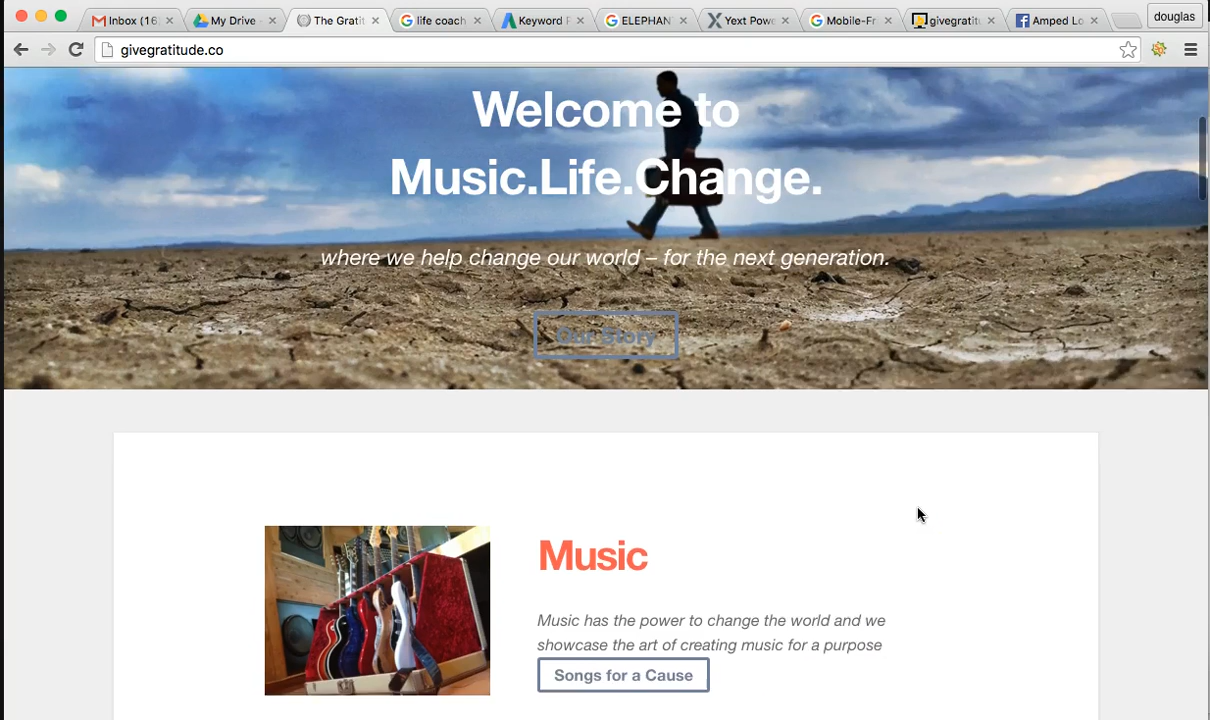 Inbox (16
My Drive -
The Gratit
life coach
Keyword P
ELEPHAN
Yext Powe
Mobile-Fr
givegratitu
Amped Lo
douglas
givegratitude.co
Welcome to
Music.Life.Change.
where we help change our world – for the next generation.
Our Story
Music
Music has the power to change the world and we
showcase the art of creating music for a purpose
Songs for a Cause